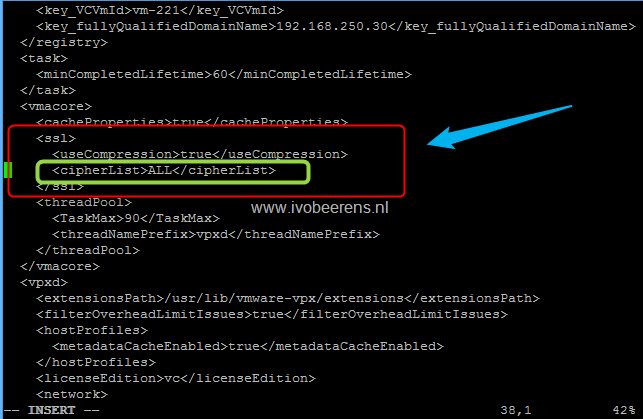 <key_VCVmId>vm-221</key_VCVmId>
<key_fullyQualifiedDomainName>192.168.250.30</key_fullyQualifiedDomainName>
</registry>
<task>
<minCompletedLifetime>60</minCompletedLifetime>
</task>
<vmacore>
<cacheProperties>true</cacheProperties>
<ssl>
<useCompression>true</useCompression>
<cipherList>ALL</cipherList>
</ssl>
<threadPool>
www.ivobeerens.nl
<TaskMax>90</TaskMax>
<threadNamePrefix>vpxd</threadNamePrefix>
</threadPool>
</vmacore>
<vpxd>
<extensionsPath>/usr/lib/vmware-vpx/extensions</extensionsPath>
<filterOverheadLimitIssues>true</filterOverheadLimitIssues>
<hostProfiles>
<metadataCacheEnabled>true</metadataCacheEnabled>
</hostProfiles>
<licenseEdition>vc</licenseEdition>
<network>
-- INSERT -- 38,1 42%